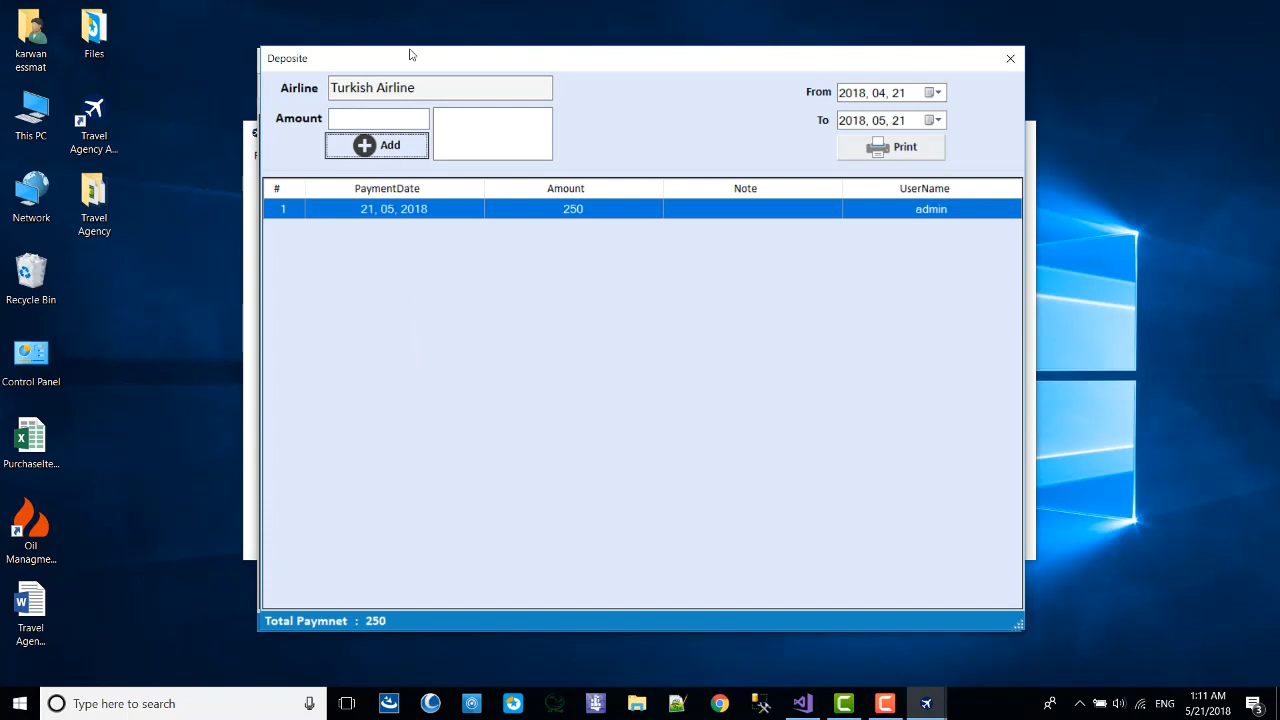 karwan
essmat
Files
This PC
Travel
Agency A...
Network
Travel
Agency
Recycle Bin
Control Panel
PurchaseIte...
Oil
Managme...
Travel
Agen...
Deposite
Airline
Turkish Airline
Amount
Add
From
2018, 04, 21
To
2018, 05, 21
Print
# PaymentDate Amount Note UserName
1 21, 05, 2018 250 admin
Total Paymnet : 250
Type here to search
ENG
1:11 AM
5/21/2018
3